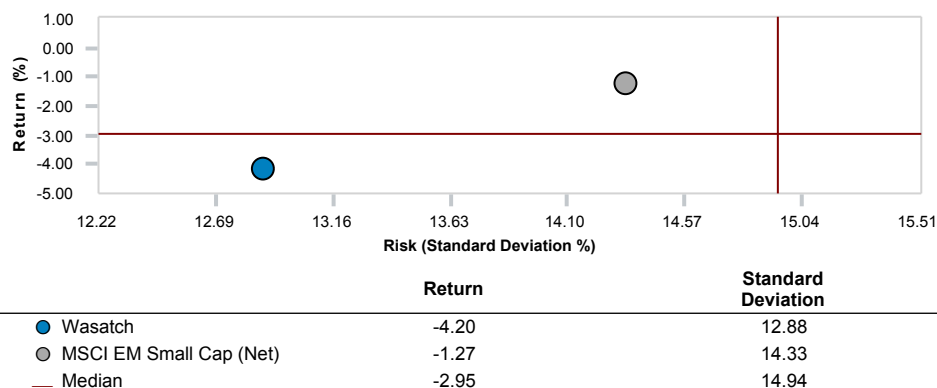 1.00
0.00
-1.00
-2.00
-3.00
-4.00
-5.00
Return (%)
12.22 12.69 13.16 13.63 14.10 14.57 15.04 15.51
Risk (Standard Deviation %)
Return Standard Deviation
Wasatch -4.20 12.88
MSCI EM Small Cap (Net) -1.27 14.33
Median -2.95 14.94